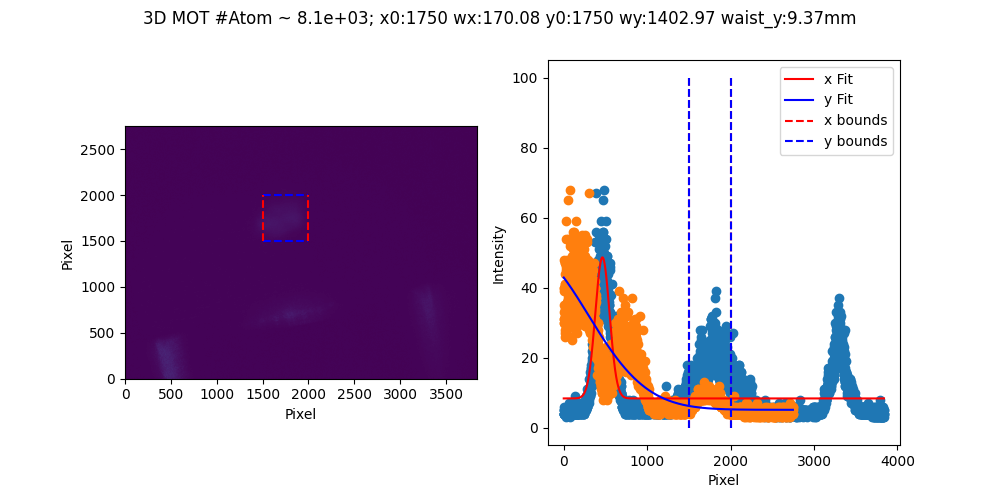 3D MOT #Atom ~ 8.1e+03; x0:1750 wx:170.08 y0:1750 wy:1402.97 waist_y:9.37mm
2500
2000
1500
1000
500
0
Pixel
0 500 1000 1500 2000 2500 3000 3500
Pixel
100
80
60
40
20
0
Intensity
x Fit
y Fit
x bounds
y bounds
0 1000 2000 3000 4000
Pixel